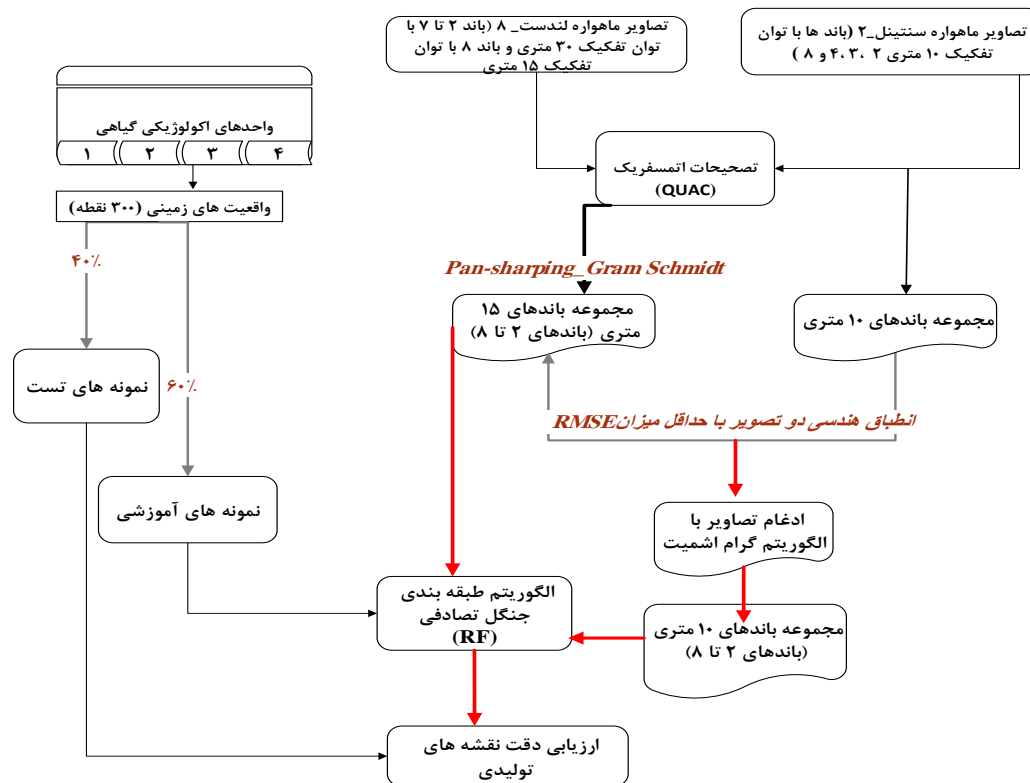 تصاویر ماهواره سنتینل_۲ (باند ها با توان
تفکیک ۱۰ متری ۲ ،۳ ،۴ و ۸ )
تصاویر ماهواره لندست_ ۸ (باند ۲ تا ۷ با
توان تفکیک ۳۰ متری و باند ۸ با توان
تفکیک ۱۵ متری
واحدهای اکولوژیکی گیاهی
۱
۲
۳
۴
تصحیحات اتمسفریک
(QUAC)
واقعیت های زمینی (۳۰۰ نقطه)
۴۰٪
Pan-sharping_Gram Schmidt
مجموعه باندهای ۱۰ متری
مجموعه باندهای ۱۵
متری (باندهای ۲ تا ۸)
نمونه های تست
۶۰٪
انطباق هندسی دو تصویر با حداقل میزانRMSE
نمونه های آموزشی
ادغام تصاویر با
الگوریتم گرام اشمیت
الگوریتم طبقه بندی
جنگل تصادفی
(RF)
مجموعه باندهای ۱۰ متری
(باندهای ۲ تا ۸)
ارزیابی دقت نقشه های
تولیدی